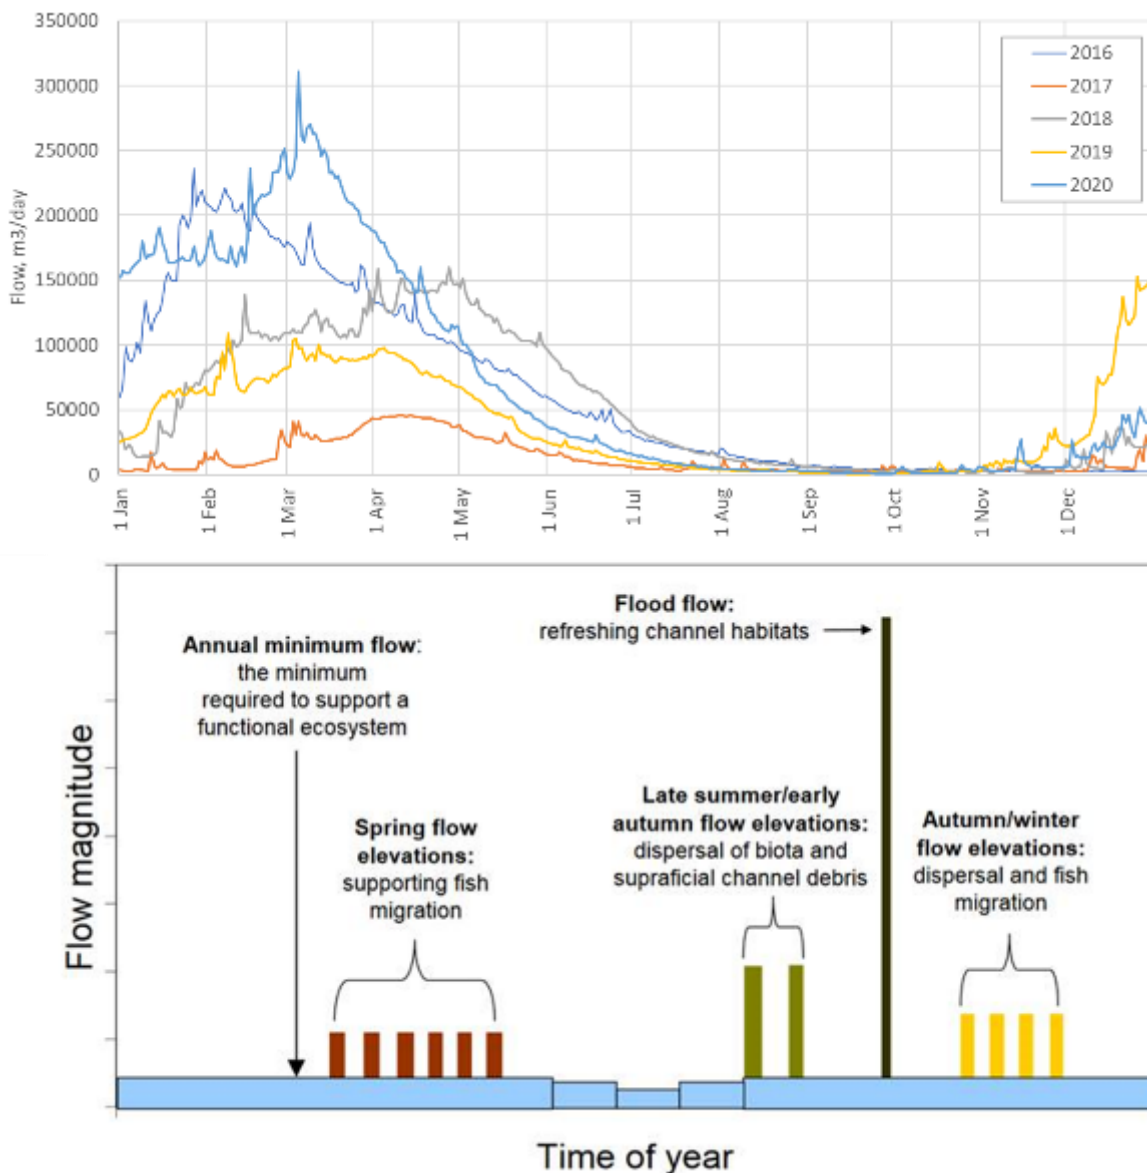 350000
300000
250000
200000
150000
100000
50000
0
Flow, m3/day
2016
2017
2018
2019
2020
1 Jan
1 Feb
1 Mar
1 Apr
1 May
1 Jun
1 Jul
1 Aug
1 Sep
1 Oct
1 Nov
1 Dec
Flow magnitude
Annual minimum flow:
the minimum
required to support a
functional ecosystem
Spring flow
elevations:
supporting fish
migration
Flood flow:
refreshing channel habitats
Late summer/early
autumn flow elevations:
dispersal of biota and
supraficial channel debris
Autumn/winter
flow elevations:
dispersal and fish
migration
Time of year